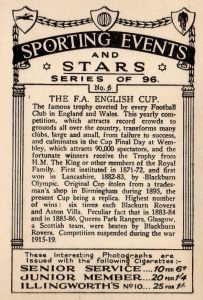 SPORTING EVENTS
AND
STARS
SERIES OF 96.
No. 6
THE F.A. ENGLISH CUP.
The famous trophy coveted by every Football
Club in England and Wales. This yearly com-
petition, which attracts record crowds to
grounds all over the country, transforms many
clubs, large and small, from failure to success,
and culminates in the Cup Final Day at Wem-
bley, which attracts 90,000 spectators, and the
fortunate winners receive the Trophy from
H.M. The King or other members of the Royal
Family. First instituted in 1871-72, and first
won in Lancashire, 1882-83, by Blackburn
Olympic. Original Cup stolen from a trades-
man's shop in Birmingham during 1895, the
present Cup being a replica. Highest number
of wins: six times each Blackburn Rovers
and Aston Villa. Peculiar fact that in 1883-84
and 1885-86, Queens Park Rangers, Glasgow,
a Scottish team, were beaten by Blackburn
Rovers. Competition suspended during the war
1915-19.
These Interesting Photographs are
Issued with the following Cigarettes:-
SENIOR SERVICE 10 FOR 6D
JUNIOR MEMBER 20 FOR 1/-
ILLINGWORTH'S No 10 25 FOR 1/-